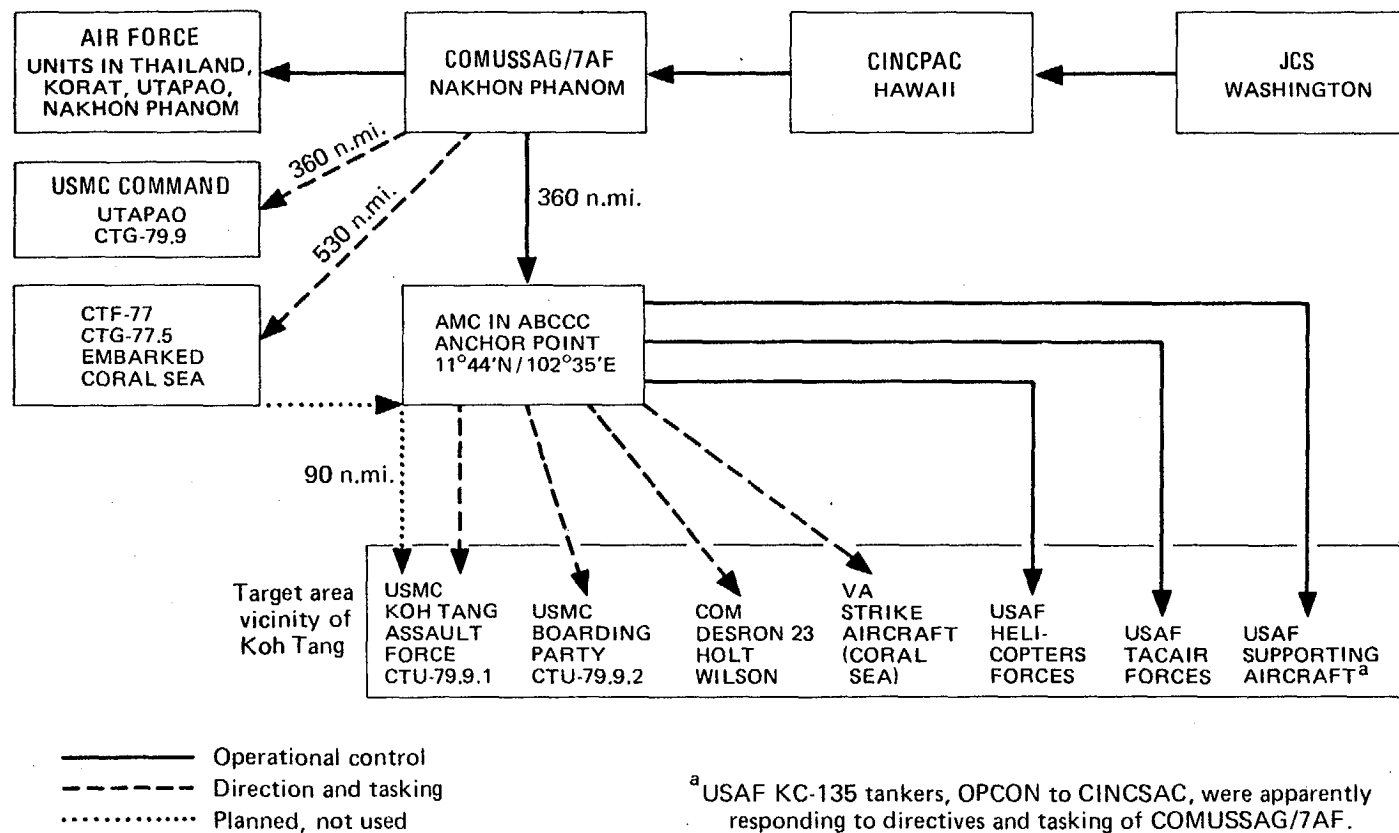 AIR FORCE
UNITS IN THAILAND,
KORAT, UTAPAO,
NAKHON PHANOM
COMUSSAG/7AF
NAKHON PHANOM
CINCPAC
HAWAII
JCS
WASHINGTON
360 n.mi.
USMC COMMAND
UTAPAO
CTG-79.9
530 n.mi.
360 n.mi.
CTF-77
CTG-77.5
EMBARKED
CORAL SEA
AMC IN ABCCC
ANCHOR POINT
11°44'N/102°35'E
90 n.mi.
Target area
vicinity of
Koh Tang
USMC
KOH TANG
ASSAULT
FORCE
CTU-79.9.1
USMC
BOARDING
PARTY
CTU-79.9.2
COM
DESRON 23
HOLT
WILSON
VA
STRIKE
AIRCRAFT
(CORAL
SEA)
USAF
HELI-
COPTERS
FORCES
USAF
TACAIR
FORCES
USAF
SUPPORTING
AIRCRAFTa
Operational control
Direction and tasking
Planned, not used
aUSAF KC-135 tankers, OPCON to CINCSAC, were apparently
responding to directives and tasking of COMUSSAG/7AF.